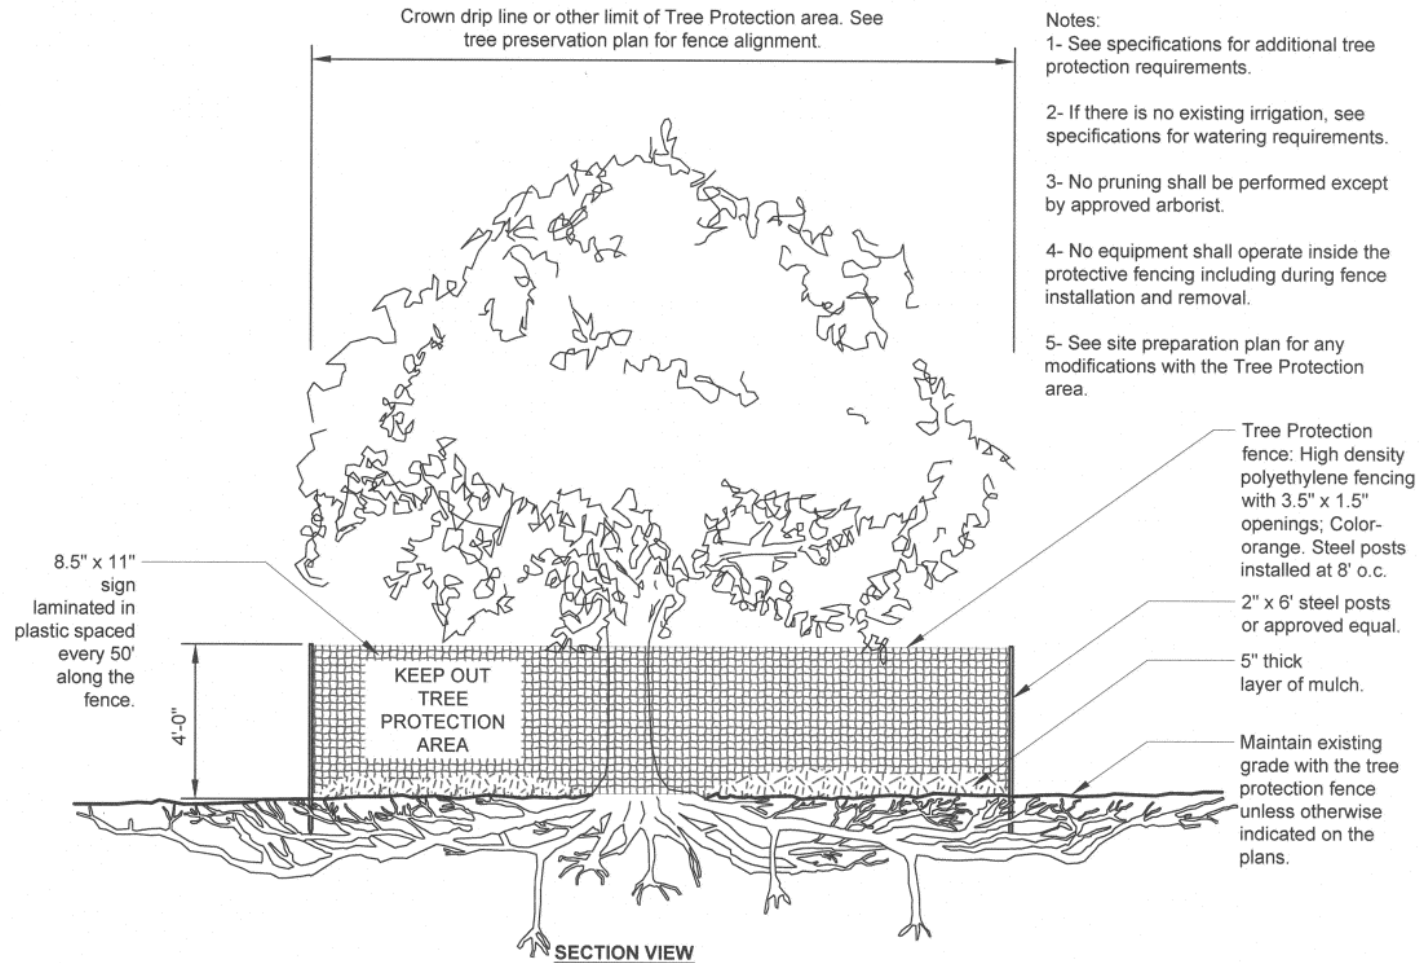 Crown drip line or other limit of Tree Protection area. See
tree preservation plan for fence alignment.
Notes:
1- See specifications for additional tree
protection requirements.
2- If there is no existing irrigation, see
specifications for watering requirements.
3- No pruning shall be performed except
by approved arborist.
4- No equipment shall operate inside the
protective fencing including during fence
installation and removal.
5- See site preparation plan for any
modifications with the Tree Protection
area.
Tree Protection
fence: High density
polyethylene fencing
with 3.5" x 1.5"
openings; Color-
orange. Steel posts
installed at 8' o.c.
2" x 6' steel posts
or approved equal.
5" thick
layer of mulch.
Maintain existing
grade with the tree
protection fence
unless otherwise
indicated on the
plans.
8.5" x 11"
sign
laminated in
plastic spaced
every 50'
along the
fence.
4'-0"
KEEP OUT
TREE
PROTECTION
AREA
SECTION VIEW